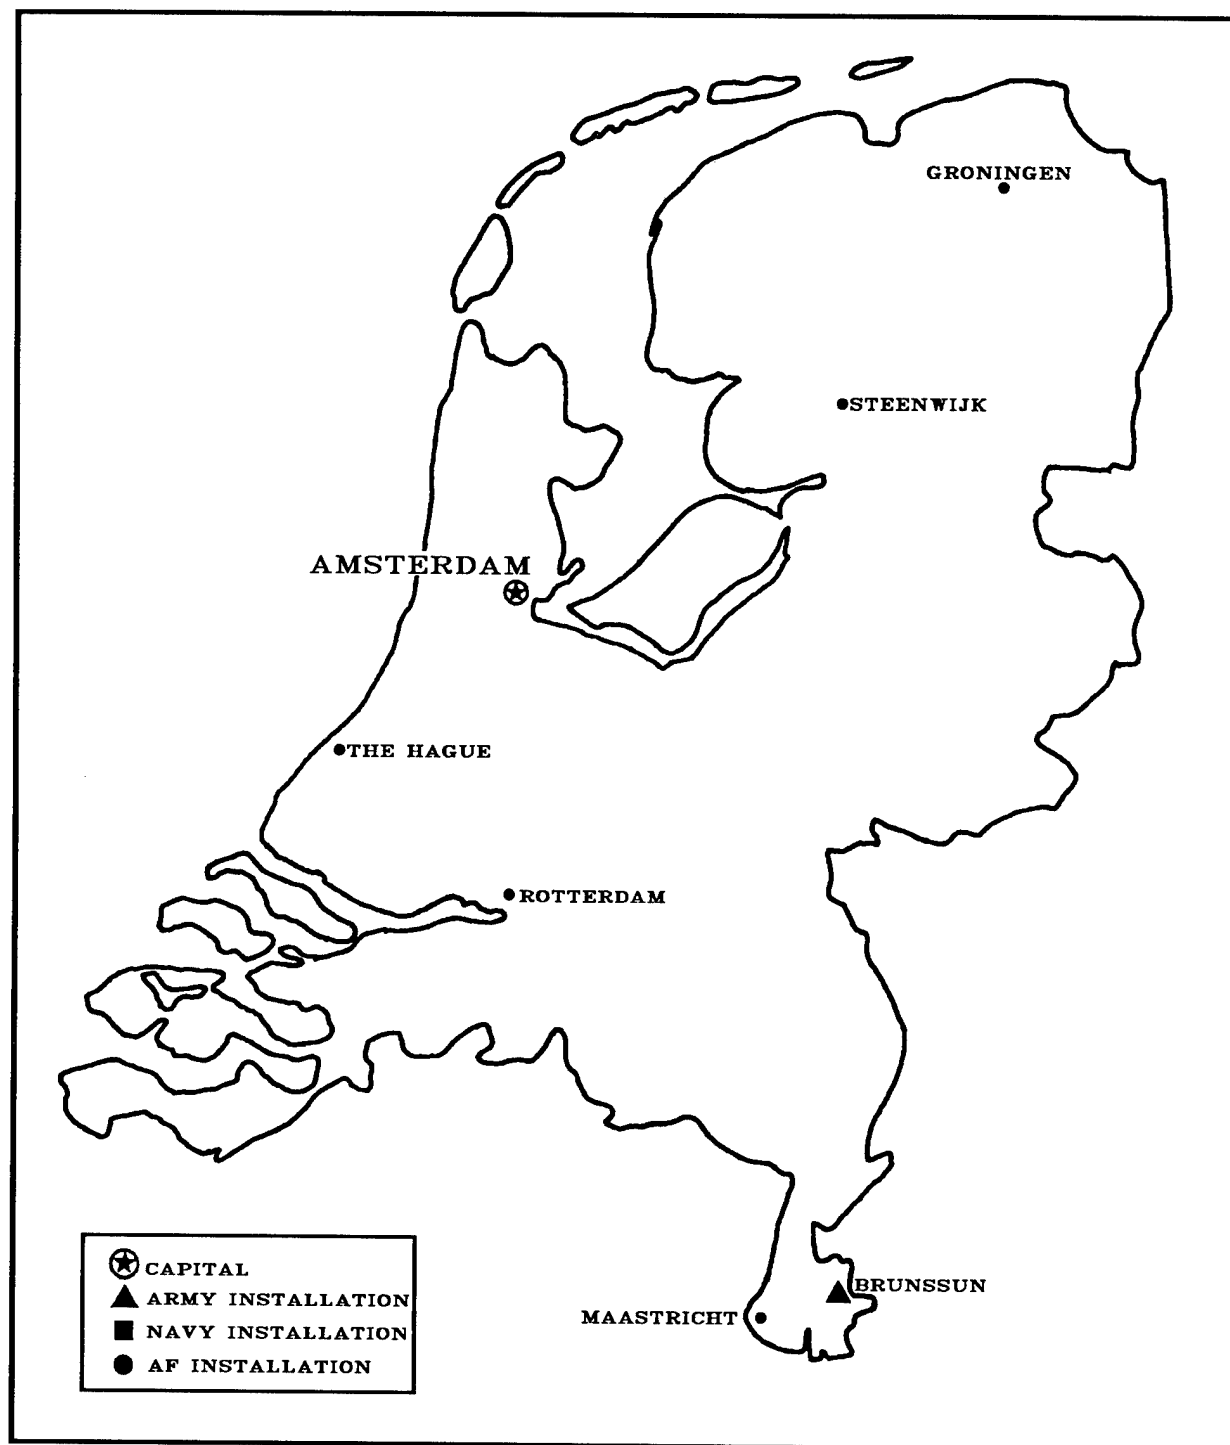 GRONINGEN
STEENWIJK
AMSTERDAM
THE HAGUE
ROTTERDAM
BRUNSSUN
MAASTRICHT
CAPITAL
ARMY INSTALLATION
NAVY INSTALLATION
AF INSTALLATION